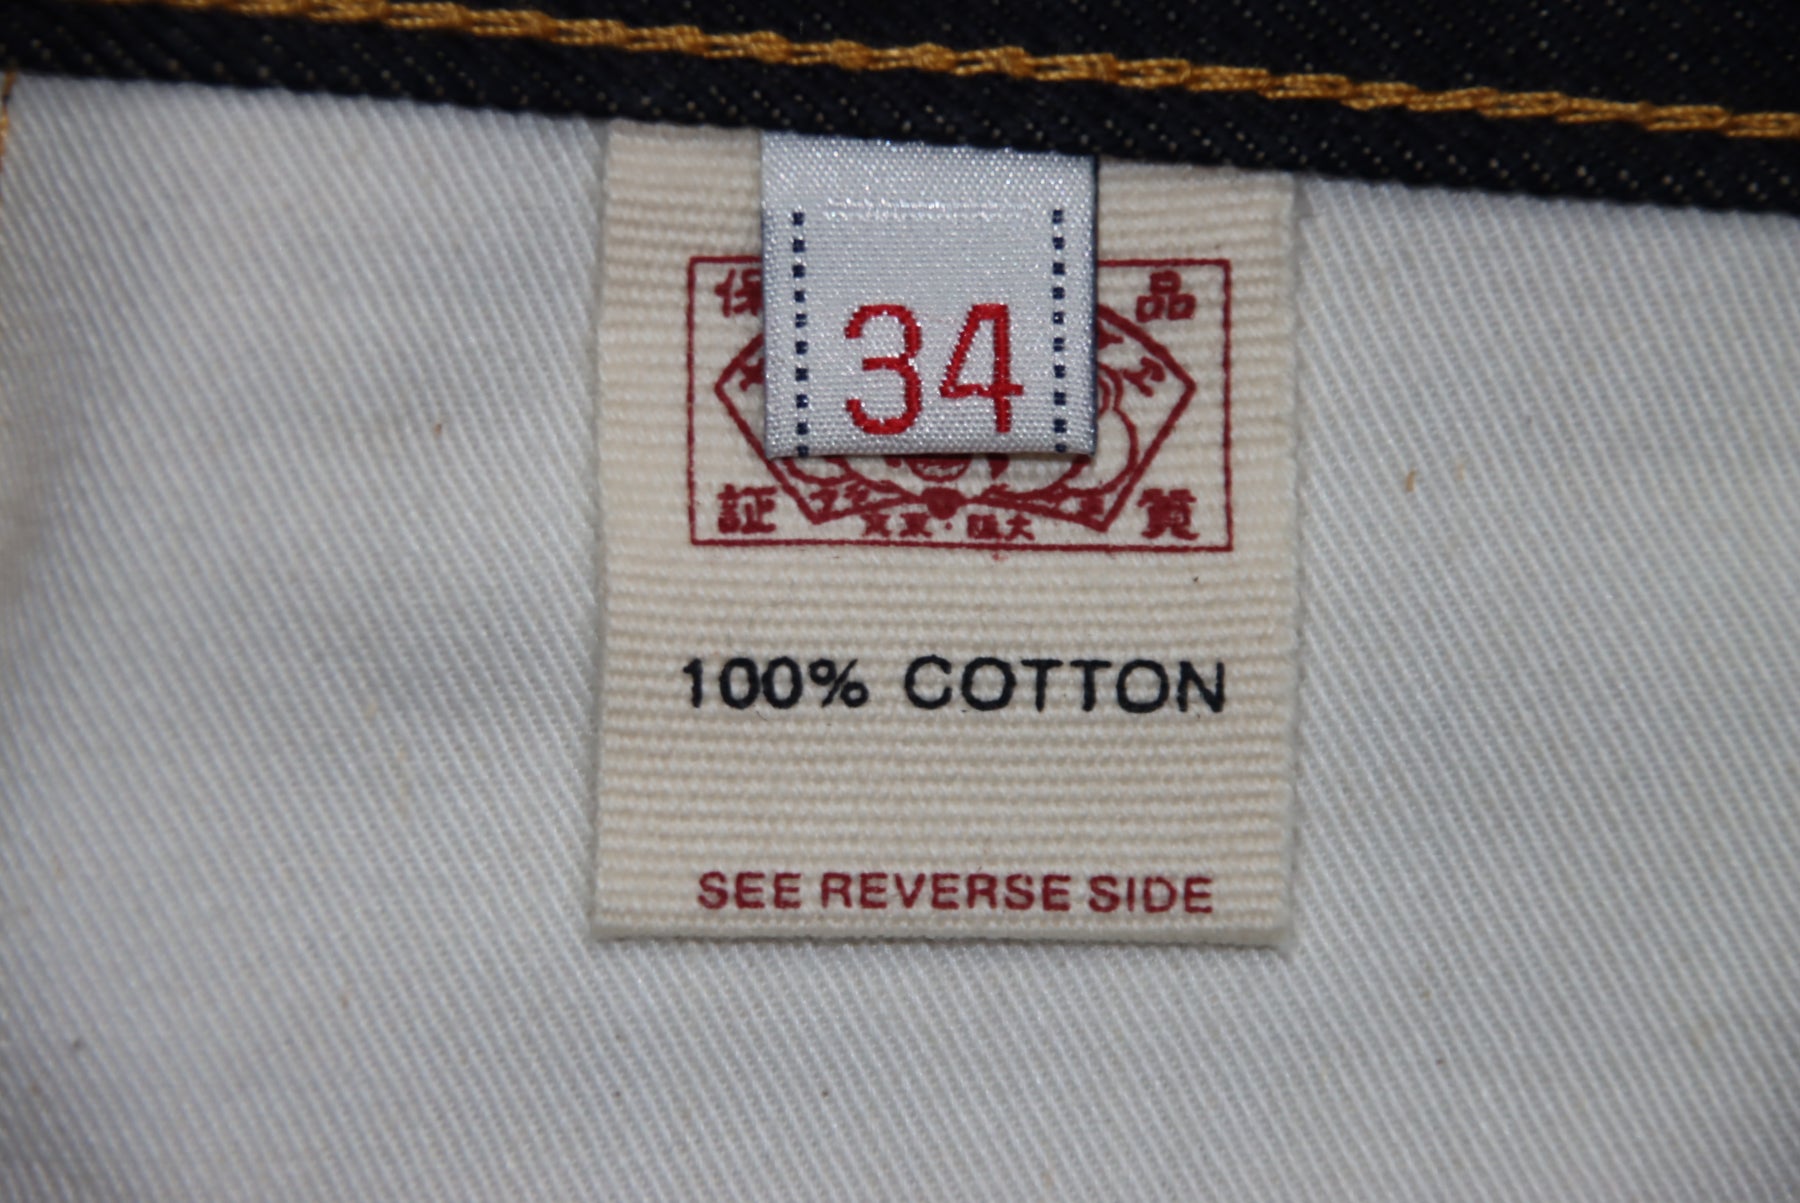 34
保 品
証 質
100% COTTON
SEE REVERSE SIDE